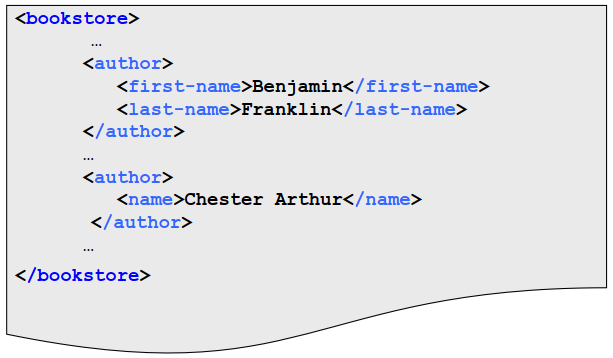 <bookstore>
…
<author>
<first-name>Benjamin</first-name>
<last-name>Franklin</last-name>
</author>
…
<author>
<name>Chester Arthur</name>
</author>
…
</bookstore>